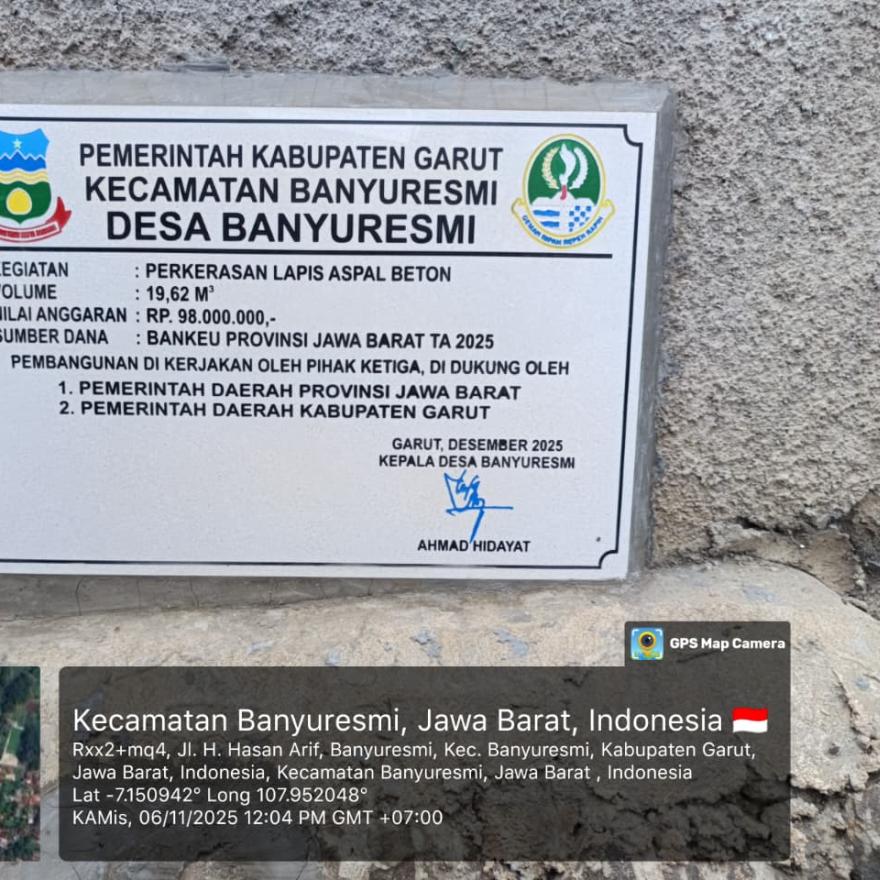 PEMERINTAH KABUPATEN GARUT
KECAMATAN BANYURESMI
DESA BANYURESMI
KEGIATAN : PERKERASAN LAPIS ASPAL BETON
VOLUME : 19,62 M³
NILAI ANGGARAN : RP. 98.000.000,-
SUMBER DANA : BANKEU PROVINSI JAWA BARAT TA 2025
PEMBANGUNAN DI KERJAKAN OLEH PIHAK KETIGA, DI DUKUNG OLEH
1. PEMERINTAH DAERAH PROVINSI JAWA BARAT
2. PEMERINTAH DAERAH KABUPATEN GARUT
GARUT, DESEMBER 2025
KEPALA DESA BANYURESMI
AHMAD HIDAYAT
GPS Map Camera
Kecamatan Banyuresmi, Jawa Barat, Indonesia
Rxx2+mq4, Jl. H. Hasan Arif, Banyuresmi, Kec. Banyuresmi, Kabupaten Garut,
Jawa Barat, Indonesia, Kecamatan Banyuresmi, Jawa Barat , Indonesia
Lat -7.150942° Long 107.952048°
KAMis, 06/11/2025 12:04 PM GMT +07:00